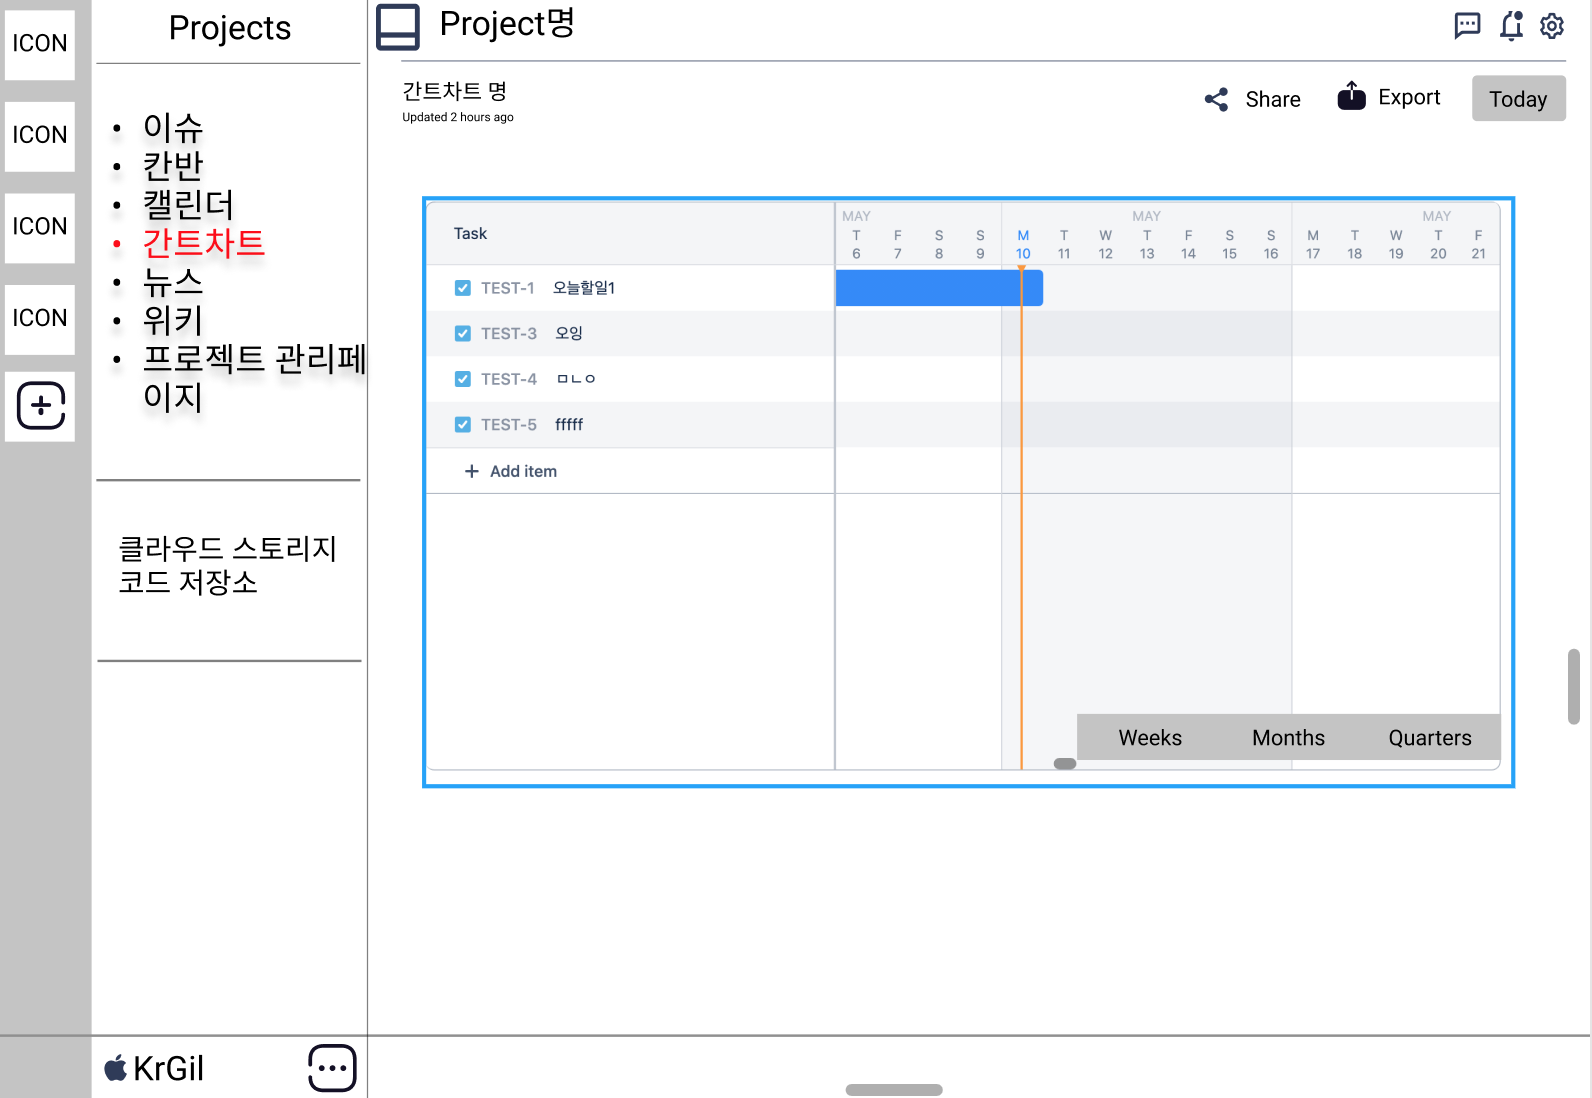 ICON
ICON
ICON
ICON
Projects
• 이슈
• 칸반
• 캘린더
• 간트차트
• 뉴스
• 위키
• 프로젝트 관리페
이지
클라우드 스토리지
코드 저장소
KrGil
Project명
간트차트 명
Updated 2 hours ago
Share
Export
Today
Task
MAY MAY MAY
T F S S M T W T F S S M T W T F
6 7 8 9 10 11 12 13 14 15 16 17 18 19 20 21
TEST-1 오늘할일1
TEST-3 오잉
TEST-4 ㅁㄴㅇ
TEST-5 fffff
+ Add item
Weeks Months Quarters